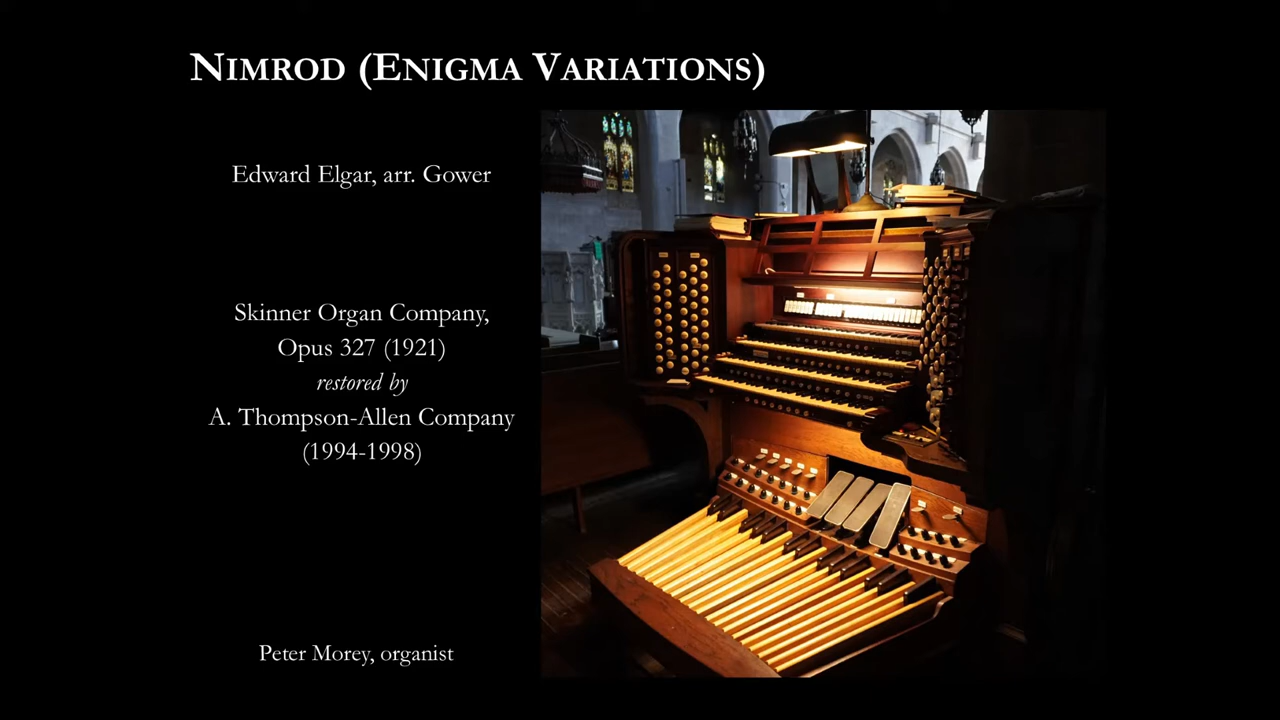 NIMROD (ENIGMA VARIATIONS)
Edward Elgar, arr. Gower
Skinner Organ Company,
Opus 327 (1921)
restored by
A. Thompson-Allen Company
(1994-1998)
Peter Morey, organist